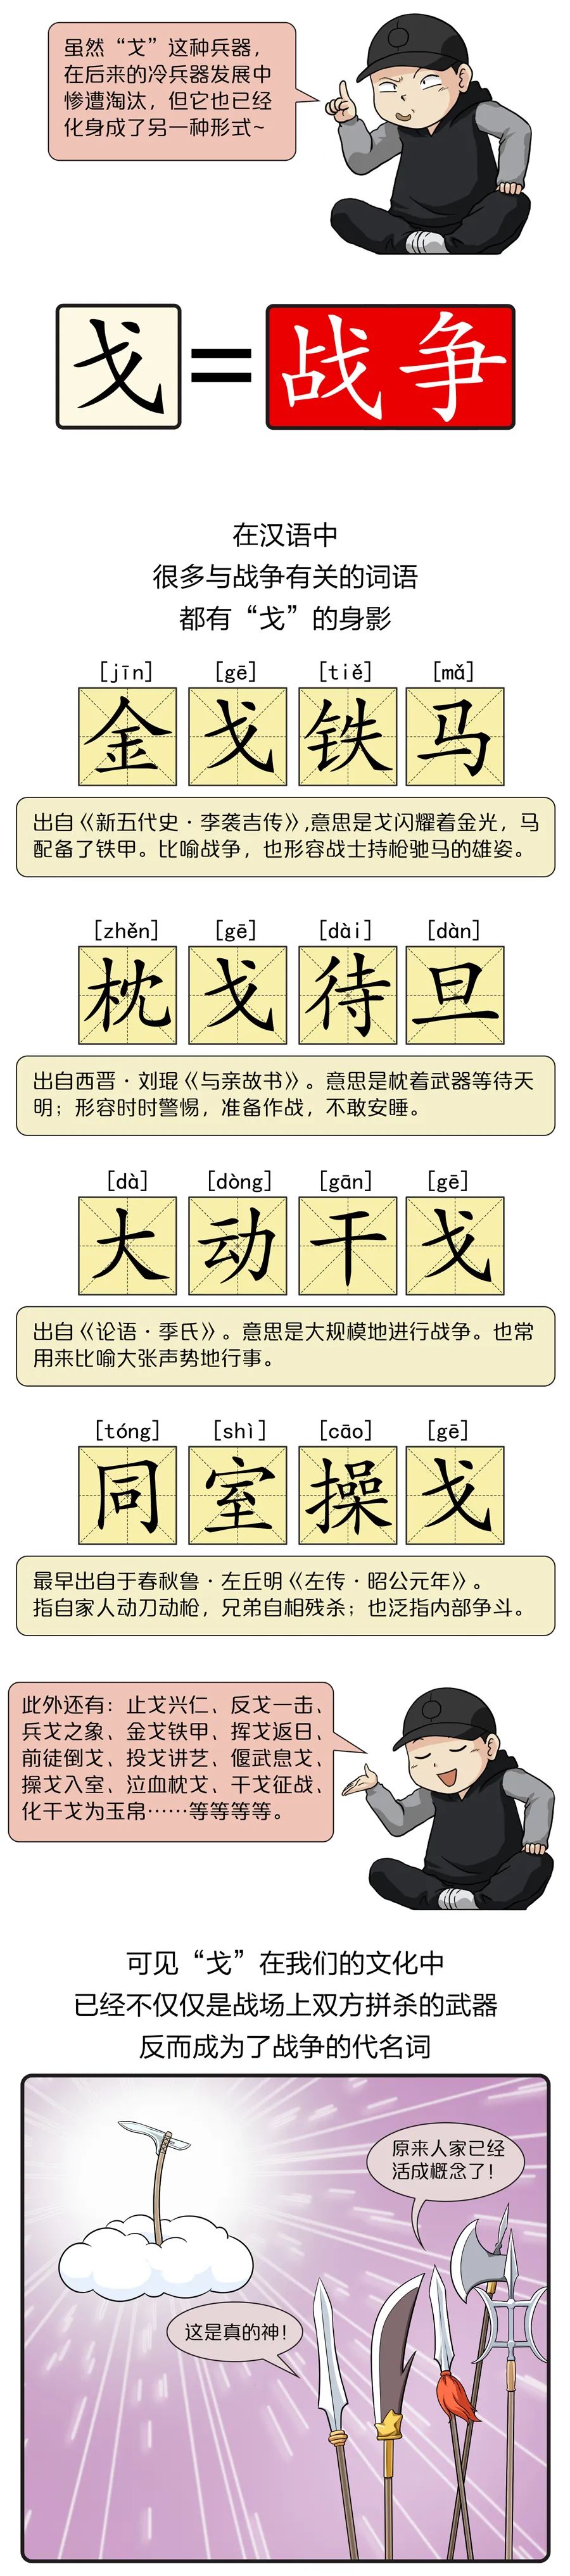 虽然“戈”这种兵器，
在后来的冷兵器发展中
惨遭淘汰，但它也已经
化身成了另一种形式~
戈=战争
在汉语中
很多与战争有关的词语
都有“戈”的身影
[jīn] [gē] [tiě] [mǎ]
金戈铁马
出自《新五代史·李袭吉传》,意思是戈闪耀着金光，马
配备了铁甲。比喻战争，也形容战士持枪驰马的雄姿。
[zhěn] [gē] [dài] [dàn]
枕戈待旦
出自西晋·刘琨《与亲故书》。意思是枕着武器等待天
明；形容时时警惕，准备作战，不敢安睡。
[dà] [dòng] [gān] [gē]
大动干戈
出自《论语·季氏》。意思是大规模地进行战争。也常
用来比喻大张声势地行事。
[tóng] [shì] [cāo] [gē]
同室操戈
最早出自于春秋鲁·左丘明《左传·昭公元年》。
指自家人动刀动枪，兄弟自相残杀；也泛指内部争斗。
此外还有：止戈兴仁、反戈一击、
兵戈之象、金戈铁甲、挥戈返日、
前徒倒戈、投戈讲艺、偃武息戈、
操戈入室、泣血枕戈、干戈征战、
化干戈为玉帛……等等等等。
可见“戈”在我们的文化中
已经不仅仅是战场上双方拼杀的武器
反而成为了战争的代名词
原来人家已经
活成概念了！
这是真的神！